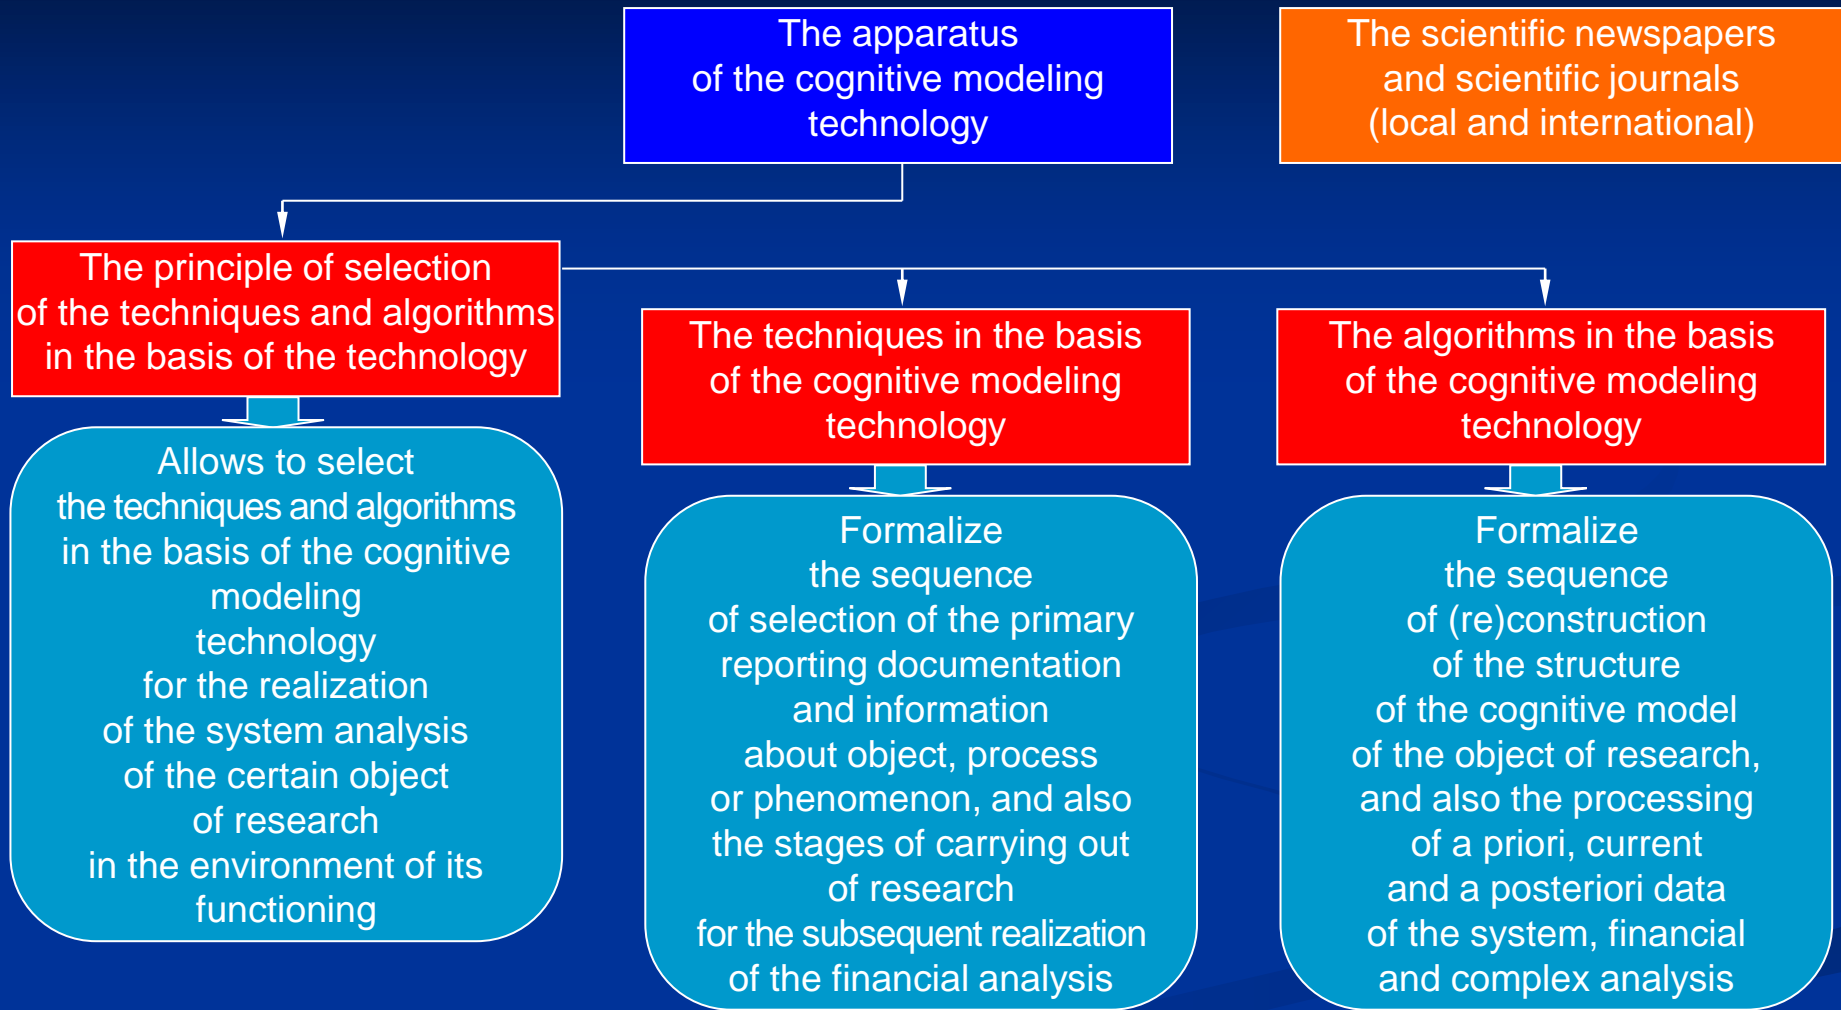 The apparatus
of the cognitive modeling
technology
The scientific newspapers
and scientific journals
(local and international)
The principle of selection
of the techniques and algorithms
in the basis of the technology
The techniques in the basis
of the cognitive modeling
technology
The algorithms in the basis
of the cognitive modeling
technology
Allows to select
the techniques and algorithms
in the basis of the cognitive
modeling
technology
for the realization
of the system analysis
of the certain object
of research
in the environment of its
functioning
Formalize
the sequence
of selection of the primary
reporting documentation
and information
about object, process
or phenomenon, and also
the stages of carrying out
of research
for the subsequent realization
of the financial analysis
Formalize
the sequence
of (re)construction
of the structure
of the cognitive model
of the object of research,
and also the processing
of a priori, current
and a posteriori data
of the system, financial
and complex analysis